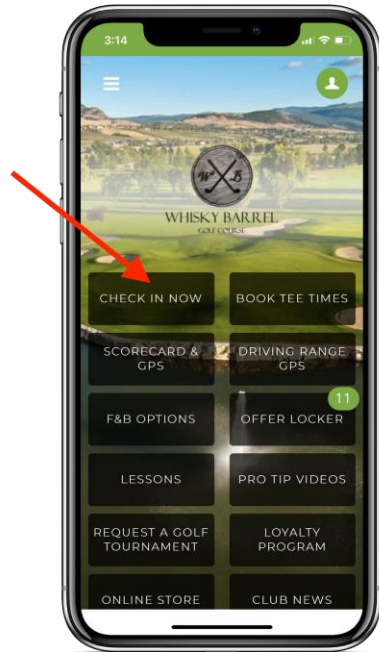 3:14
W B
WHISKY BARREL
GOLF COURSE
CHECK IN NOW
BOOK TEE TIMES
SCORECARD &
GPS
DRIVING RANGE
GPS
F&B OPTIONS
11
OFFER LOCKER
LESSONS
PRO TIP VIDEOS
REQUEST A GOLF
TOURNAMENT
LOYALTY
PROGRAM
ONLINE STORE
CLUB NEWS